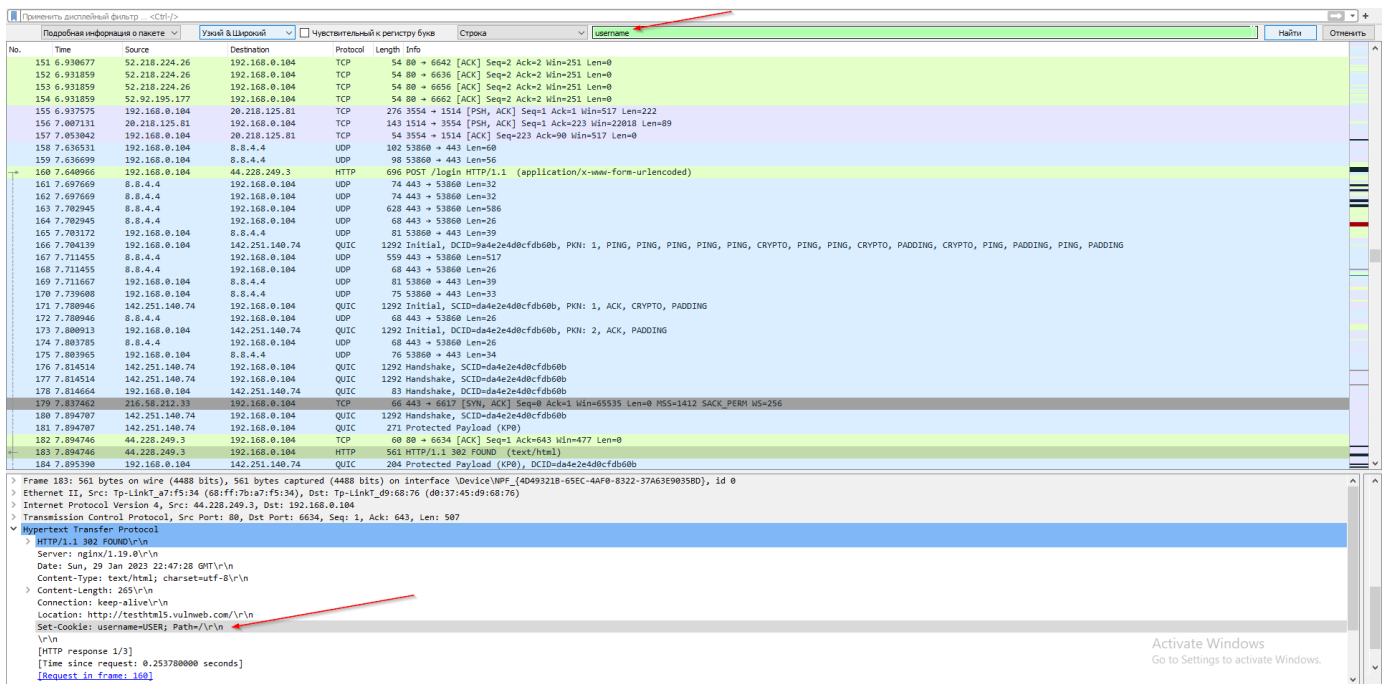 Применить дисплейный фильтр ... <Ctrl-/>
Подробная информация о пакете Узкий & Широкий Чувствительный к регистру букв Строка username Найти Отменить
No. Time Source Destination Protocol Length Info
151 6.930677 52.218.224.26 192.168.0.104 TCP 54 80 → 6642 [ACK] Seq=2 Ack=2 Win=251 Len=0
152 6.931859 52.218.224.26 192.168.0.104 TCP 54 80 → 6636 [ACK] Seq=2 Ack=2 Win=251 Len=0
153 6.931859 52.218.224.26 192.168.0.104 TCP 54 80 → 6656 [ACK] Seq=2 Ack=2 Win=251 Len=0
154 6.931859 52.92.195.177 192.168.0.104 TCP 54 80 → 6662 [ACK] Seq=2 Ack=2 Win=251 Len=0
155 6.937575 192.168.0.104 20.218.125.81 TCP 276 3554 → 1514 [PSH, ACK] Seq=1 Ack=1 Win=517 Len=222
156 7.007131 20.218.125.81 192.168.0.104 TCP 143 1514 → 3554 [PSH, ACK] Seq=1 Ack=223 Win=22018 Len=89
157 7.053042 192.168.0.104 20.218.125.81 TCP 54 3554 → 1514 [ACK] Seq=223 Ack=90 Win=517 Len=0
158 7.636531 192.168.0.104 8.8.4.4 UDP 102 53860 → 443 Len=60
159 7.636699 192.168.0.104 8.8.4.4 UDP 98 53860 → 443 Len=56
160 7.640966 192.168.0.104 44.228.249.3 HTTP 696 POST /login HTTP/1.1 (application/x-www-form-urlencoded)
161 7.697669 8.8.4.4 192.168.0.104 UDP 74 443 → 53860 Len=32
162 7.697669 8.8.4.4 192.168.0.104 UDP 74 443 → 53860 Len=32
163 7.702945 8.8.4.4 192.168.0.104 UDP 628 443 → 53860 Len=586
164 7.702945 8.8.4.4 192.168.0.104 UDP 68 443 → 53860 Len=26
165 7.703172 192.168.0.104 8.8.4.4 UDP 81 53860 → 443 Len=39
166 7.704139 192.168.0.104 142.251.140.74 QUIC 1292 Initial, DCID=9a4e2e4d0cfdb60b, PKN: 1, PING, PING, PING, PING, PING, CRYPTO, PING, PING, CRYPTO, PADDING, CRYPTO, PING, PADDING, PING, PADDING
167 7.711455 8.8.4.4 192.168.0.104 UDP 559 443 → 53860 Len=517
168 7.711455 8.8.4.4 192.168.0.104 UDP 68 443 → 53860 Len=26
169 7.711667 192.168.0.104 8.8.4.4 UDP 81 53860 → 443 Len=39
170 7.739608 192.168.0.104 8.8.4.4 UDP 75 53860 → 443 Len=33
171 7.780946 142.251.140.74 192.168.0.104 QUIC 1292 Initial, SCID=da4e2e4d0cfdb60b, PKN: 1, ACK, CRYPTO, PADDING
172 7.780946 8.8.4.4 192.168.0.104 UDP 68 443 → 53860 Len=26
173 7.800913 192.168.0.104 142.251.140.74 QUIC 1292 Initial, DCID=da4e2e4d0cfdb60b, PKN: 2, ACK, PADDING
174 7.803785 8.8.4.4 192.168.0.104 UDP 68 443 → 53860 Len=26
175 7.803965 192.168.0.104 8.8.4.4 UDP 76 53860 → 443 Len=34
176 7.814514 142.251.140.74 192.168.0.104 QUIC 1292 Handshake, SCID=da4e2e4d0cfdb60b
177 7.814514 142.251.140.74 192.168.0.104 QUIC 1292 Handshake, SCID=da4e2e4d0cfdb60b
178 7.814664 192.168.0.104 142.251.140.74 QUIC 83 Handshake, DCID=da4e2e4d0cfdb60b
179 7.837462 216.58.212.33 192.168.0.104 TCP 66 443 → 6617 [SYN, ACK] Seq=0 Ack=1 Win=65535 Len=0 MSS=1412 SACK_PERM WS=256
180 7.894707 142.251.140.74 192.168.0.104 QUIC 1292 Handshake, SCID=da4e2e4d0cfdb60b
181 7.894707 142.251.140.74 192.168.0.104 QUIC 271 Protected Payload (KP0)
182 7.894746 44.228.249.3 192.168.0.104 TCP 60 80 → 6634 [ACK] Seq=1 Ack=643 Win=477 Len=0
183 7.894746 44.228.249.3 192.168.0.104 HTTP 561 HTTP/1.1 302 FOUND (text/html)
184 7.895390 192.168.0.104 142.251.140.74 QUIC 204 Protected Payload (KP0), DCID=da4e2e4d0cfdb60b
Frame 183: 561 bytes on wire (4488 bits), 561 bytes captured (4488 bits) on interface \Device\NPF_{4D49321B-65EC-4AF0-8322-37A63E9035BD}, id 0
Ethernet II, Src: Tp-LinkT_a7:f5:34 (68:ff:7b:a7:f5:34), Dst: Tp-LinkT_d9:68:76 (d0:37:45:d9:68:76)
Internet Protocol Version 4, Src: 44.228.249.3, Dst: 192.168.0.104
Transmission Control Protocol, Src Port: 80, Dst Port: 6634, Seq: 1, Ack: 643, Len: 507
Hypertext Transfer Protocol
HTTP/1.1 302 FOUND\r\n
Server: nginx/1.19.0\r\n
Date: Sun, 29 Jan 2023 22:47:28 GMT\r\n
Content-Type: text/html; charset=utf-8\r\n
Content-Length: 265\r\n
Connection: keep-alive\r\n
Location: http://testhtml5.vulnweb.com/\r\n
Set-Cookie: username=USER; Path=/\r\n
\r\n
[HTTP response 1/3]
[Time since request: 0.253780000 seconds]
[Request in frame: 160]
Activate Windows
Go to Settings to activate Windows.